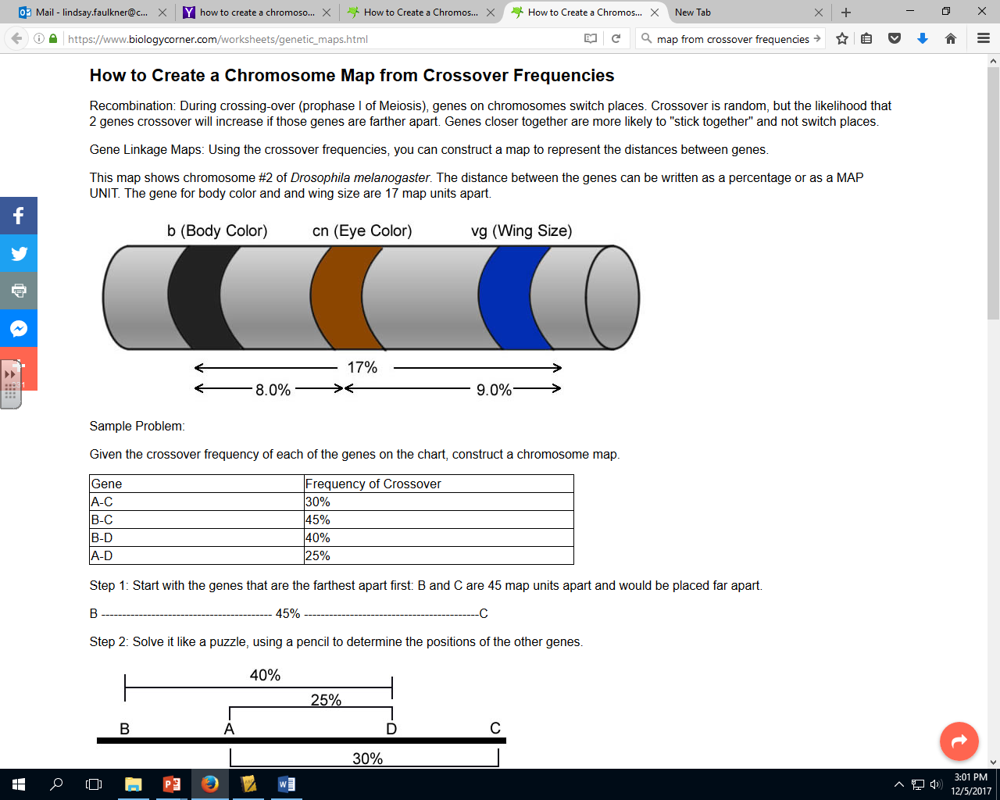 Mail - lindsay.faulkner@c...
how to create a chromoso...
How to Create a Chromos...
How to Create a Chromos...
New Tab
https://www.biologycorner.com/worksheets/genetic_maps.html
map from crossover frequencies
How to Create a Chromosome Map from Crossover Frequencies
Recombination: During crossing-over (prophase I of Meiosis), genes on chromosomes switch places. Crossover is random, but the likelihood that
2 genes crossover will increase if those genes are farther apart. Genes closer together are more likely to "stick together" and not switch places.
Gene Linkage Maps: Using the crossover frequencies, you can construct a map to represent the distances between genes.
This map shows chromosome #2 of Drosophila melanogaster. The distance between the genes can be written as a percentage or as a MAP
UNIT. The gene for body color and and wing size are 17 map units apart.
b (Body Color) cn (Eye Color) vg (Wing Size)
17%
8.0% 9.0%
Sample Problem:
Given the crossover frequency of each of the genes on the chart, construct a chromosome map.
Gene Frequency of Crossover
A-C 30%
B-C 45%
B-D 40%
A-D 25%
Step 1: Start with the genes that are the farthest apart first: B and C are 45 map units apart and would be placed far apart.
B ---------------------------------------- 45% -----------------------------------------C
Step 2: Solve it like a puzzle, using a pencil to determine the positions of the other genes.
40%
25%
B A D C
30%
3:01 PM
12/5/2017